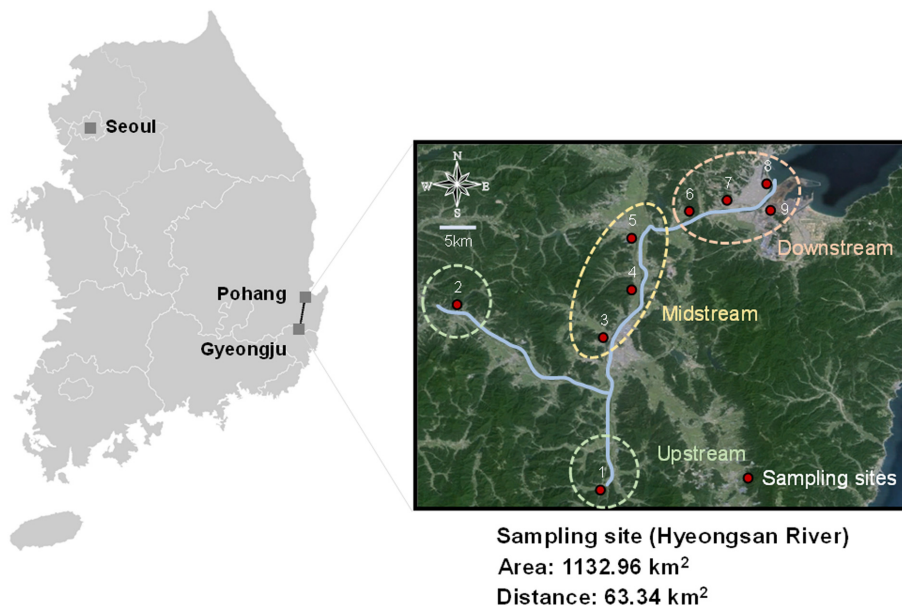 Seoul
Pohang
Gyeongju
N
W E
S
5km
8
7
6
9
5
Downstream
4
2
Midstream
3
Upstream
1
Sampling sites
Sampling site (Hyeongsan River)
Area: 1132.96 km²
Distance: 63.34 km²